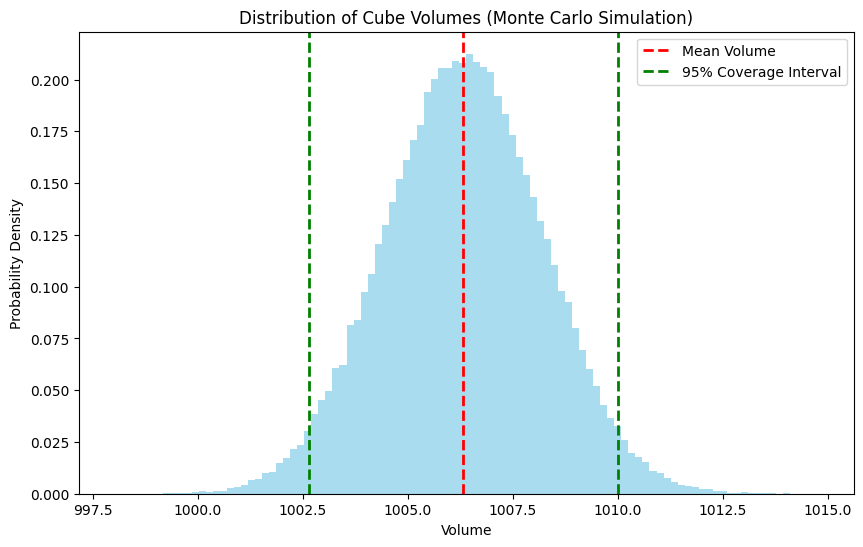 Distribution of Cube Volumes (Monte Carlo Simulation)
Mean Volume
95% Coverage Interval
Probability Density
0.200
0.175
0.150
0.125
0.100
0.075
0.050
0.025
0.000
997.5 1000.0 1002.5 1005.0 1007.5 1010.0 1012.5 1015.0
Volume